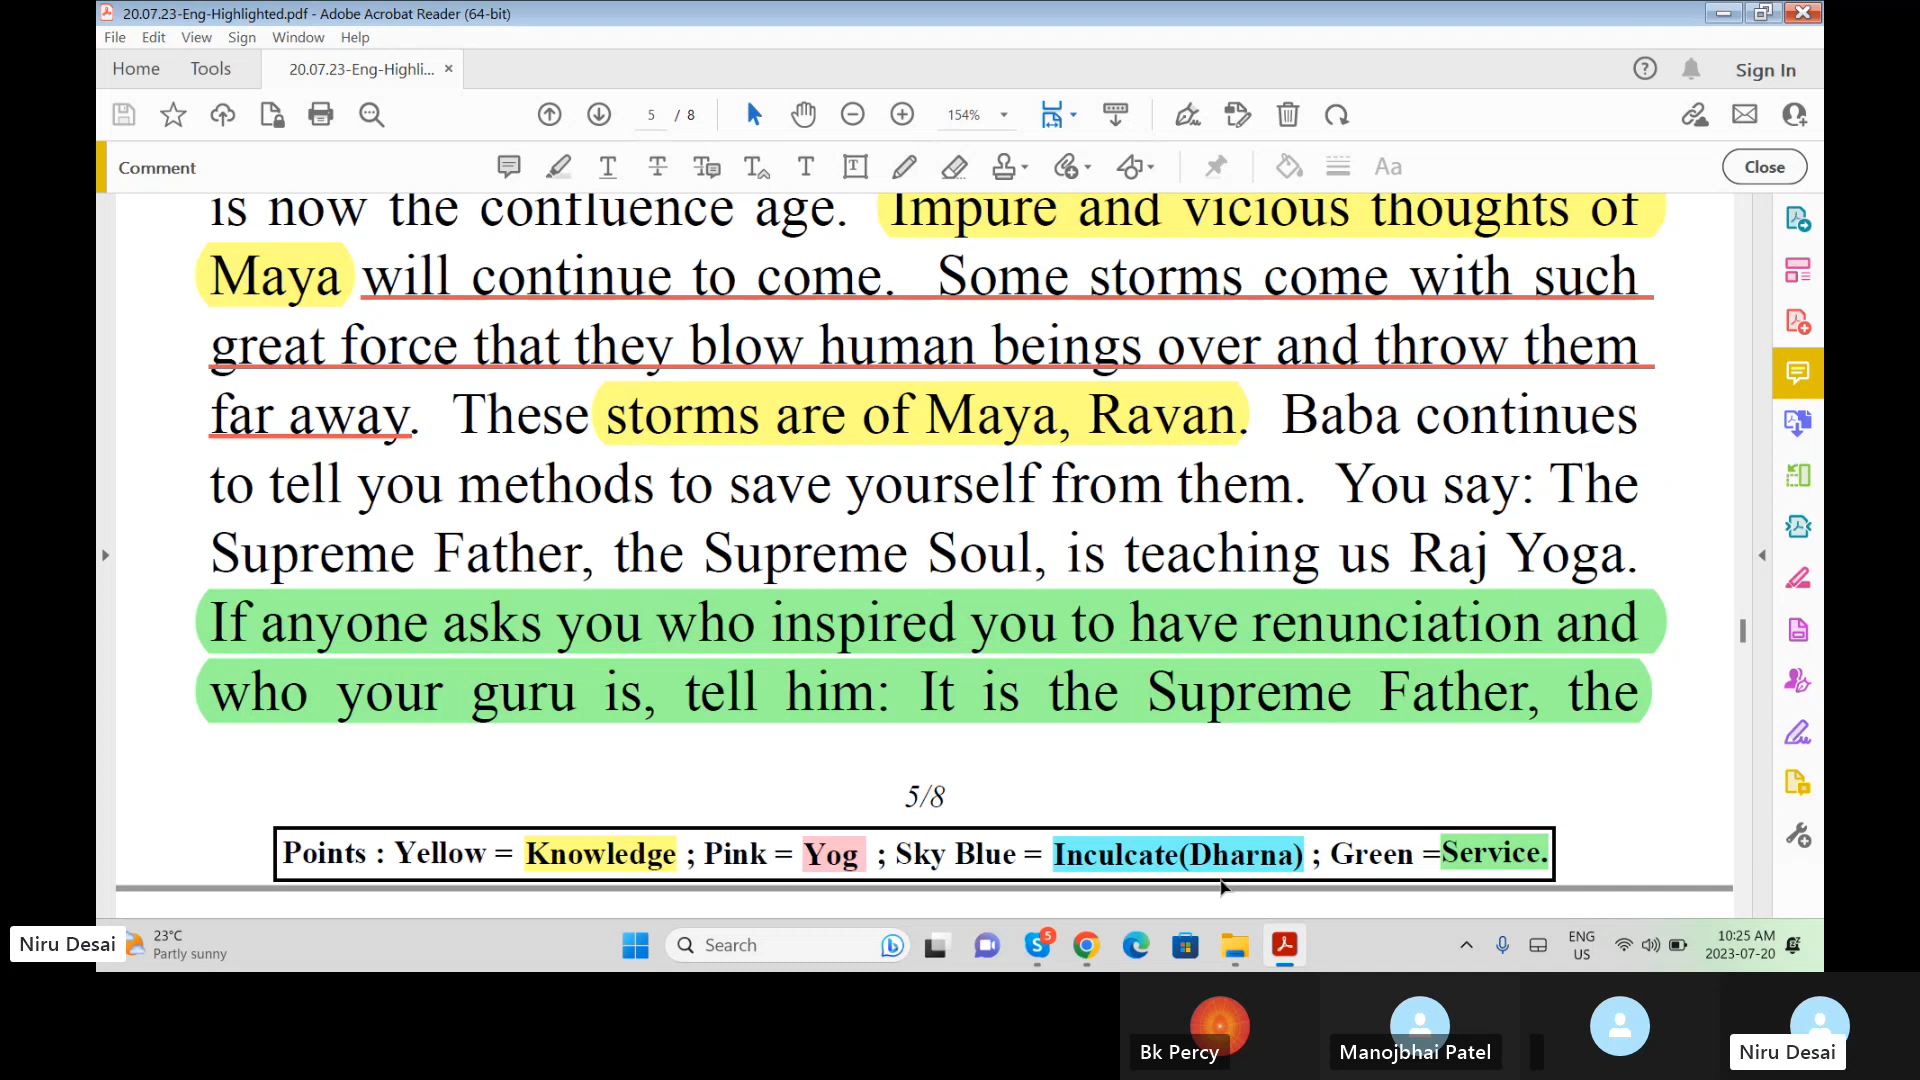 20.07.23-Eng-Highlighted.pdf - Adobe Acrobat Reader (64-bit)
File Edit View Sign Window Help
Home Tools 20.07.23-Eng-Highli... × Sign In
5 / 8 154%
Comment Close
is now the confluence age. Impure and vicious thoughts of
Maya will continue to come. Some storms come with such
great force that they blow human beings over and throw them
far away. These storms are of Maya, Ravan. Baba continues
to tell you methods to save yourself from them. You say: The
Supreme Father, the Supreme Soul, is teaching us Raj Yoga.
If anyone asks you who inspired you to have renunciation and
who your guru is, tell him: It is the Supreme Father, the
5/8
Points : Yellow = Knowledge ; Pink = Yog ; Sky Blue = Inculcate(Dharna) ; Green =Service.
Niru Desai
23°C
Partly sunny
Search
5
ENG
US
10:25 AM
2023-07-20
Bk Percy
Manojbhai Patel
Niru Desai